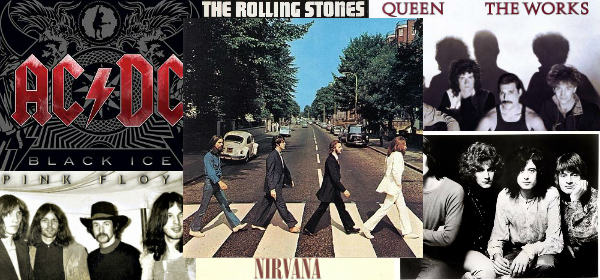 THE ROLLING STONES
QUEEN THE WORKS
AC/DC
BLACK ICE
PINK FLOY
NIRVANA